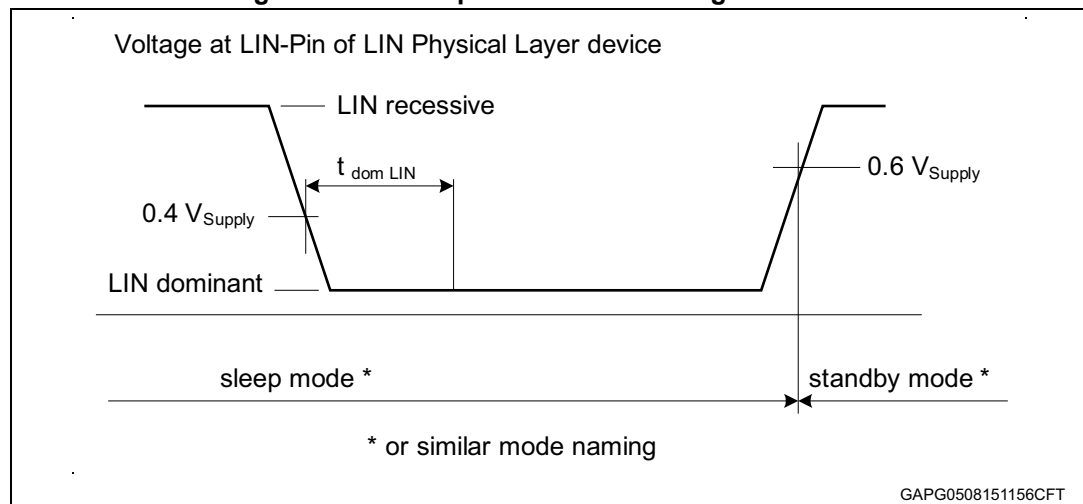 Voltage at LIN-Pin of LIN Physical Layer device
LIN recessive
t dom LIN
0.6 VSupply
0.4 VSupply
LIN dominant
sleep mode *
standby mode *
* or similar mode naming
GAPG0508151156CFT